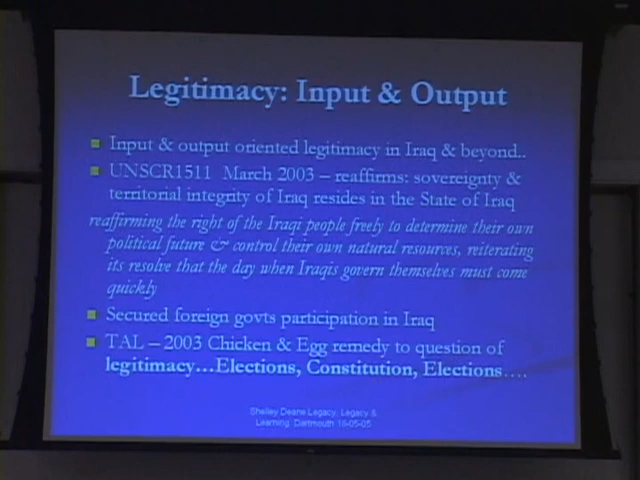 Legitimacy: Input & Output
Input & output oriented legitimacy in Iraq & beyond..
UNSCR1511 March 2003 – reaffirms: sovereignty &
territorial integrity of Iraq resides in the State of Iraq
reaffirming the right of the Iraqi people freely to determine their own
political future & control their own natural resources, reiterating
its resolve that the day when Iraqis govern themselves must come
quickly
Secured foreign govts participation in Iraq
TAL – 2003 Chicken & Egg remedy to question of
legitimacy...Elections, Constitution, Elections....
Shelley Deane Legacy, Legacy &
Learning: Dartmouth 18-05-05